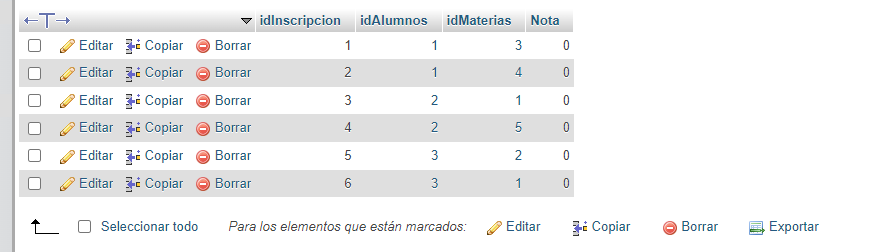 idInscripcion idAlumnos idMaterias Nota
Editar Copiar Borrar 1 1 3 0
Editar Copiar Borrar 2 1 4 0
Editar Copiar Borrar 3 2 1 0
Editar Copiar Borrar 4 2 5 0
Editar Copiar Borrar 5 3 2 0
Editar Copiar Borrar 6 3 1 0
Seleccionar todo Para los elementos que están marcados: Editar Copiar Borrar Exportar